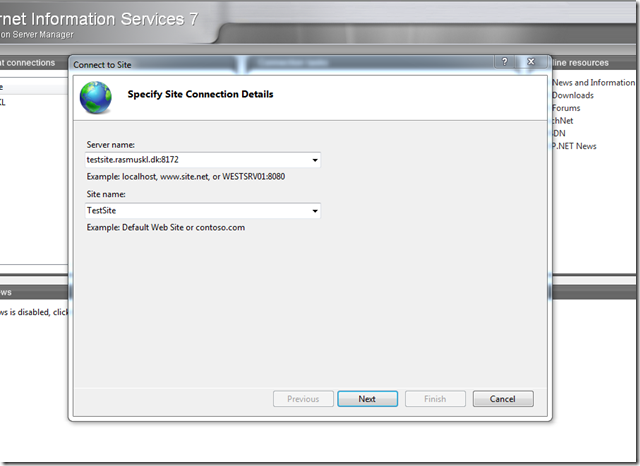 rnet Information Services 7
on Server Manager
nt connections
line resources
Connect to Site
?
Specify Site Connection Details
Server name:
testsite.rasmuskl.dk:8172
Example: localhost, www.site.net, or WESTSRV01:8080
Site name:
TestSite
Example: Default Web Site or contoso.com
Previous
Next
Finish
Cancel
e
KL
News and Information
Downloads
Forums
chNet
DN
P.NET News
ws
ws is disabled, click